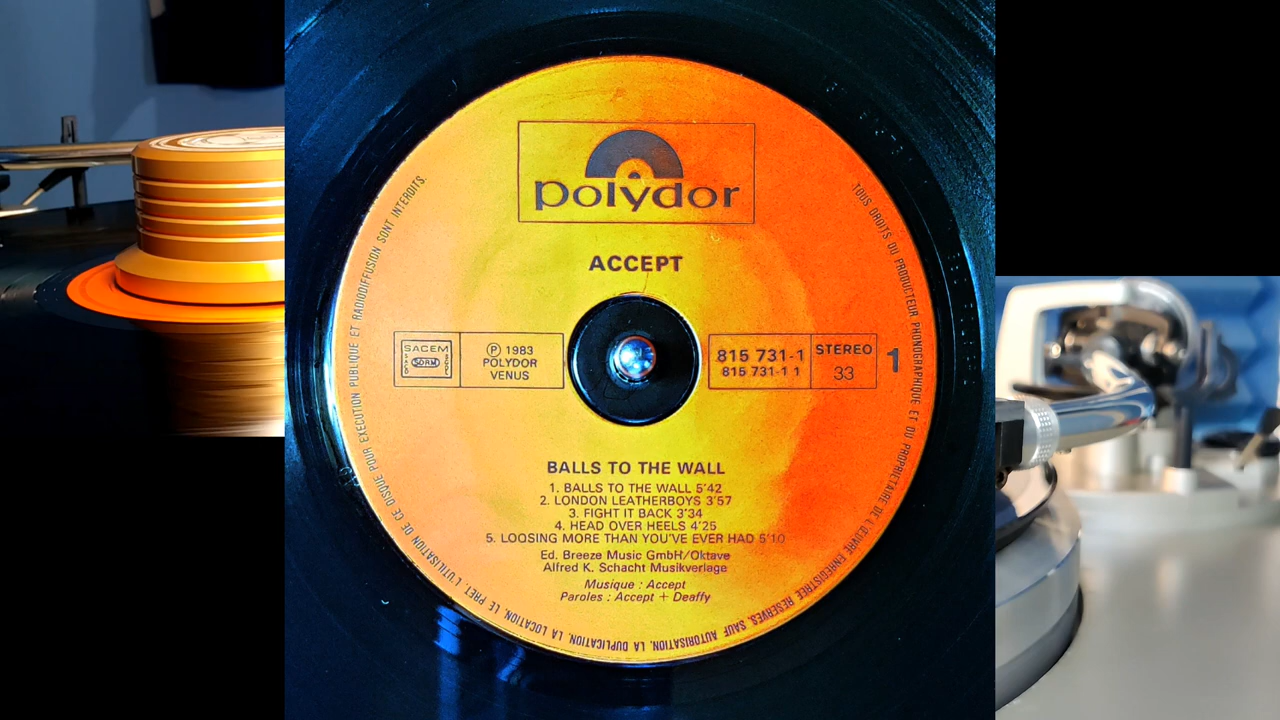 polydor
ACCEPT
SACEM
SACD
SDRM
SGDL
℗ 1983
POLYDOR
VENUS
815 731-1
815 731-1 1
STEREO
33
1
BALLS TO THE WALL
1. BALLS TO THE WALL 5'42
2. LONDON LEATHERBOYS 3'57
3. FIGHT IT BACK 3'34
4. HEAD OVER HEELS 4'25
5. LOOSING MORE THAN YOU'VE EVER HAD 5'10
Ed. Breeze Music GmbH/Oktave
Alfred K. Schacht Musikverlage
Musique : Accept
Paroles : Accept + Deaffy
TOUS DROITS DU PRODUCTEUR PHONOGRAPHIQUE ET DU PROPRIETAIRE DE L'ŒUVRE ENREGISTREE RESERVES. SAUF AUTORISATION, LA DUPLICATION, LA LOCATION, LE PRET, L'UTILISATION DE CE DISQUE POUR EXECUTION PUBLIQUE ET RADIODIFFUSION SONT INTERDITS.